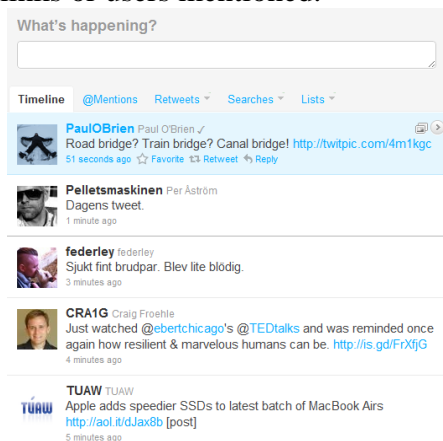 What's happening?
Timeline @Mentions Retweets Searches Lists
PaulOBrien Paul O'Brien ✓
Road bridge? Train bridge? Canal bridge! http://twitpic.com/4m1kgc
51 seconds ago Favorite Retweet Reply
Pelletsmaskinen Per Åström
Dagens tweet.
1 minute ago
federley federley
Sjukt fint brudpar. Blev lite blödig.
3 minutes ago
CRA1G Craig Froehle
Just watched @ebertchicago's @TEDtalks and was reminded once
again how resilient & marvelous humans can be. http://is.gd/FrXfjG
4 minutes ago
TUAW
TUAW TUAW
Apple adds speedier SSDs to latest batch of MacBook Airs
http://aol.it/dJax8b [post]
5 minutes ago